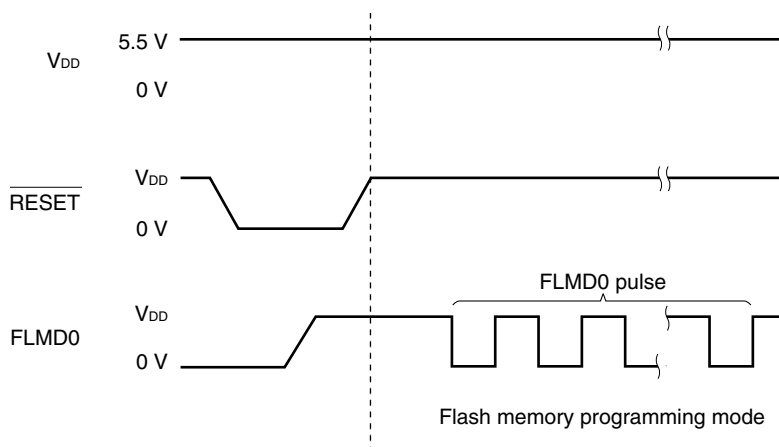 5.5 V
VDD
0 V
VDD
RESET
0 V
FLMD0 pulse
VDD
FLMD0
0 V
Flash memory programming mode